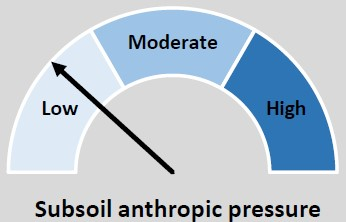 Moderate
Low
High
Subsoil anthropic pressure